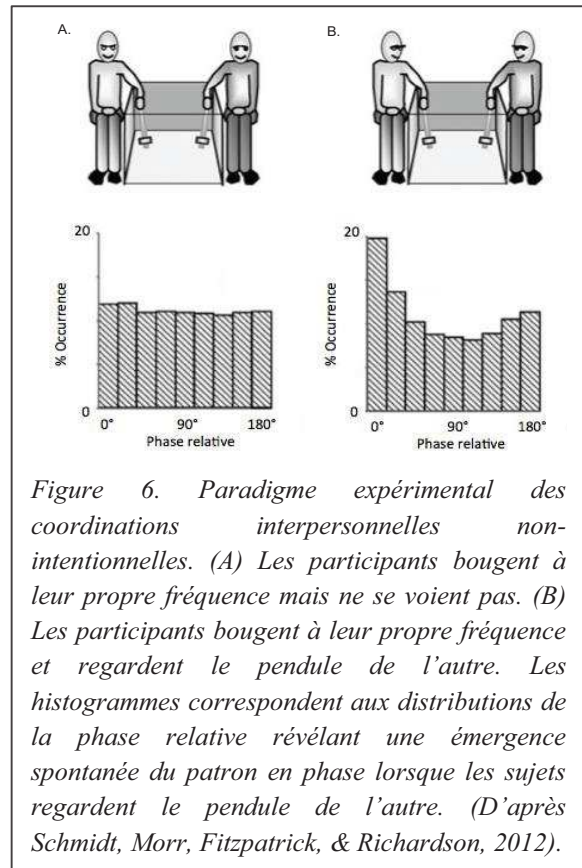 A. B.
20 20
% Occurrence % Occurrence
0 0
0° 90° 180° 0° 90° 180°
Phase relative Phase relative
Figure 6. Paradigme expérimental des
coordinations interpersonnelles non-
intentionnelles. (A) Les participants bougent à
leur propre fréquence mais ne se voient pas. (B)
Les participants bougent à leur propre fréquence
et regardent le pendule de l’autre. Les
histogrammes correspondent aux distributions de
la phase relative révélant une émergence
spontanée du patron en phase lorsque les sujets
regardent le pendule de l’autre. (D’après
Schmidt, Morr, Fitzpatrick, & Richardson, 2012).